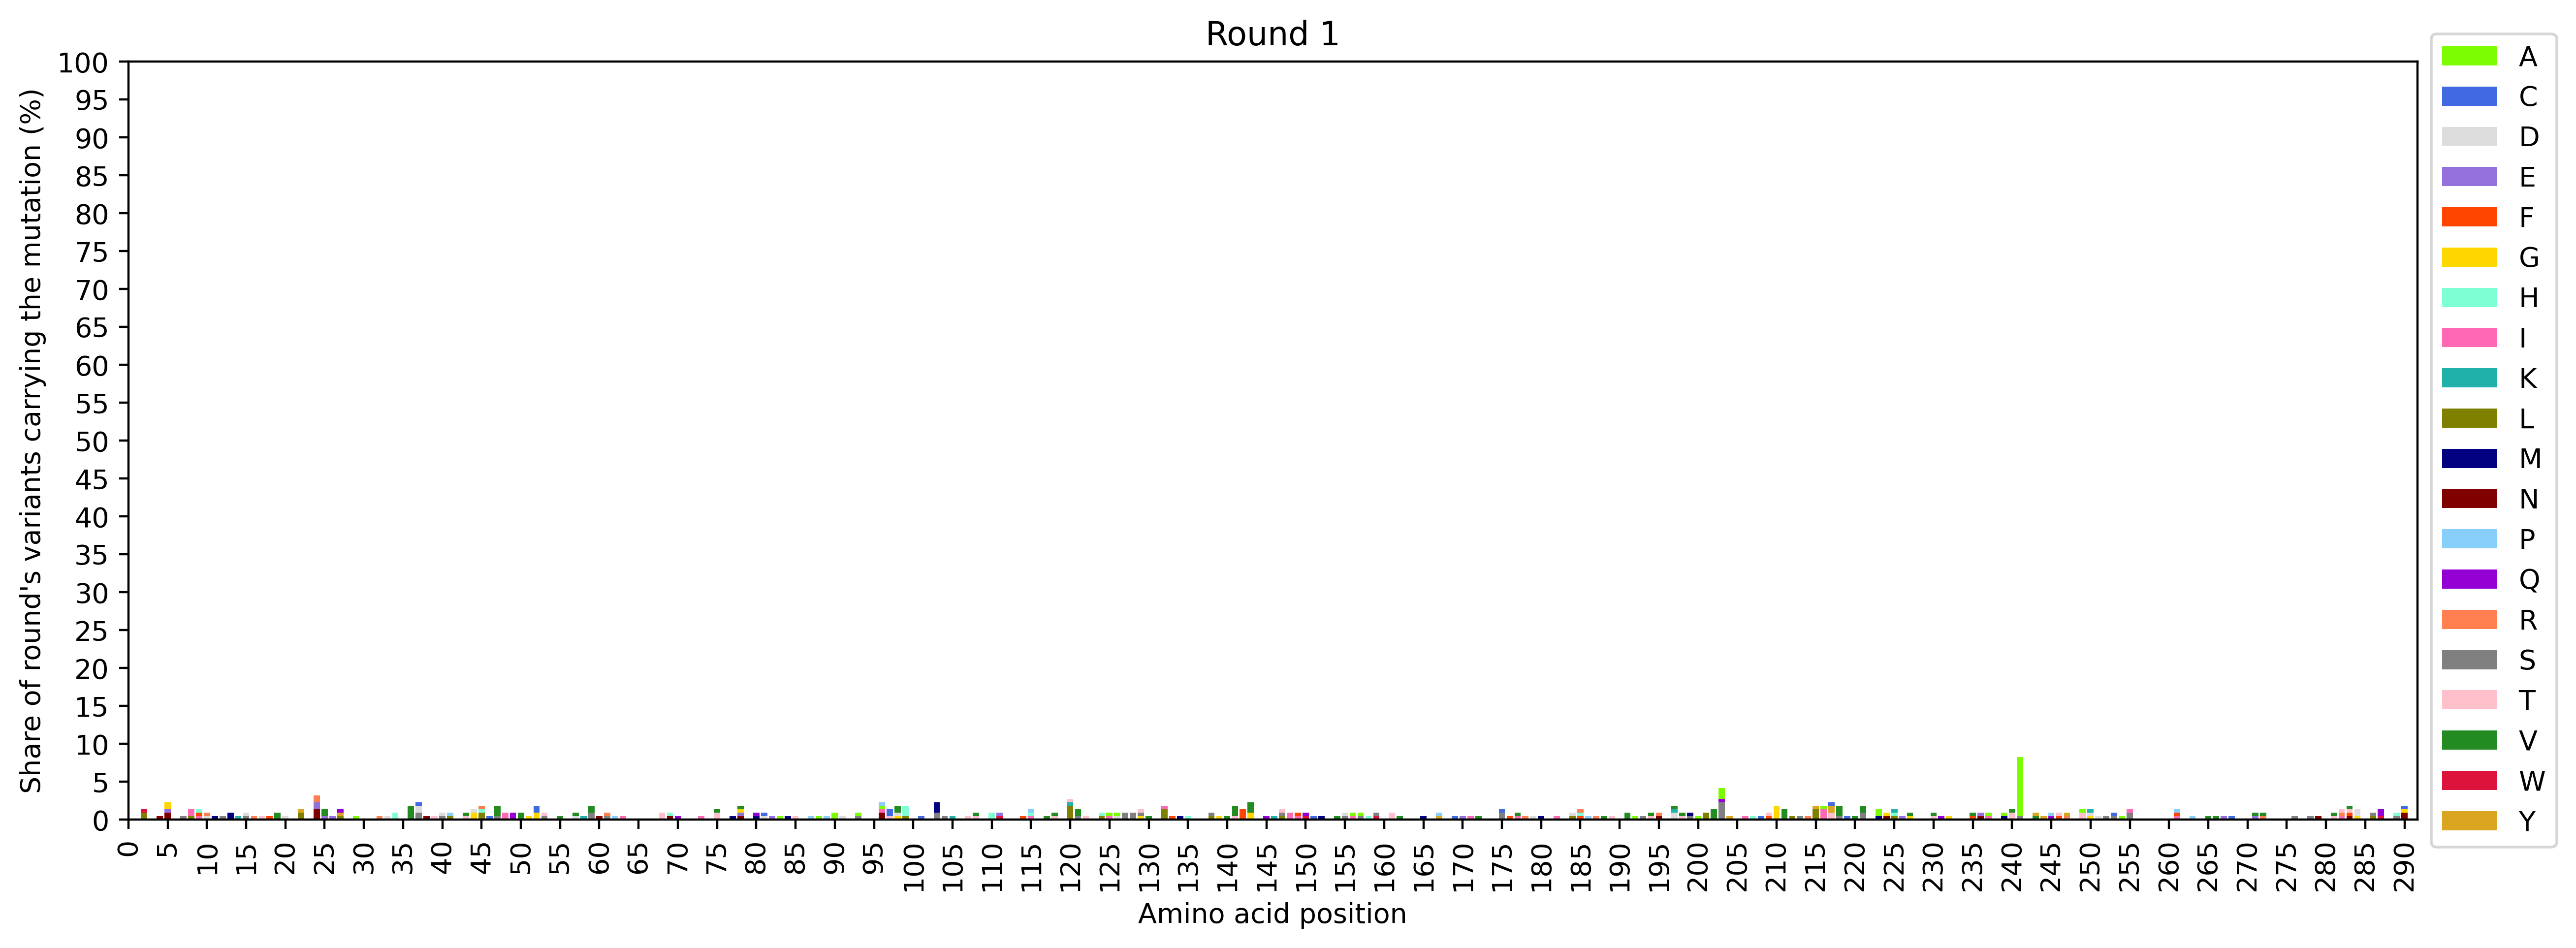 Round 1
Share of round's variants carrying the mutation (%)
100
95
90
85
80
75
70
65
60
55
50
45
40
35
30
25
20
15
10
5
0
0 5 10 15 20 25 30 35 40 45 50 55 60 65 70 75 80 85 90 95 100 105 110 115 120 125 130 135 140 145 150 155 160 165 170 175 180 185 190 195 200 205 210 215 220 225 230 235 240 245 250 255 260 265 270 275 280 285 290
Amino acid position
A
C
D
E
F
G
H
I
K
L
M
N
P
Q
R
S
T
V
W
Y